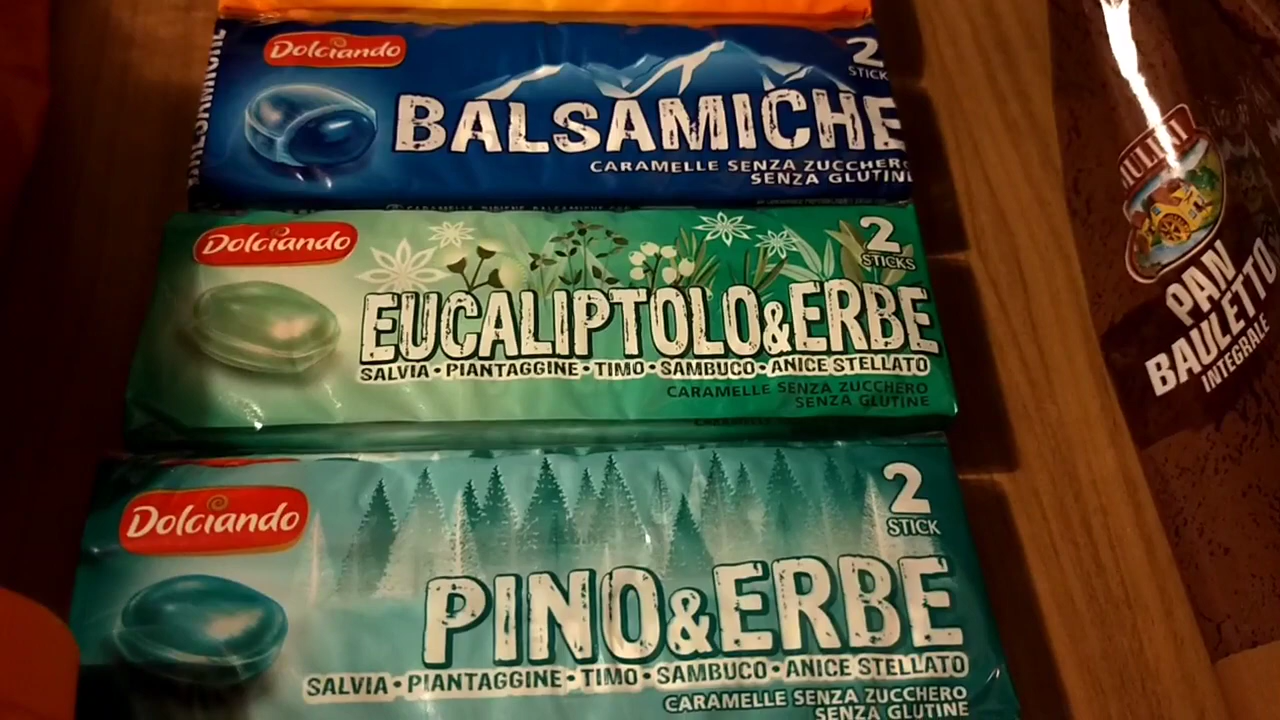 Dolciando
2
STICK
BALSAMICHE
BALSAMICHE
CARAMELLE SENZA ZUCCHERO
SENZA GLUTINE
Dolciando
2
STICKS
EUCALIPTOLO&ERBE
SALVIA • PIANTAGGINE • TIMO • SAMBUCO • ANICE STELLATO
CARAMELLE SENZA ZUCCHERO
SENZA GLUTINE
Dolciando
2
STICK
PINO&ERBE
SALVIA • PIANTAGGINE • TIMO • SAMBUCO • ANICE STELLATO
CARAMELLE SENZA ZUCCHERO
SENZA GLUTINE
PAN
BAULETTO
INTEGRALE